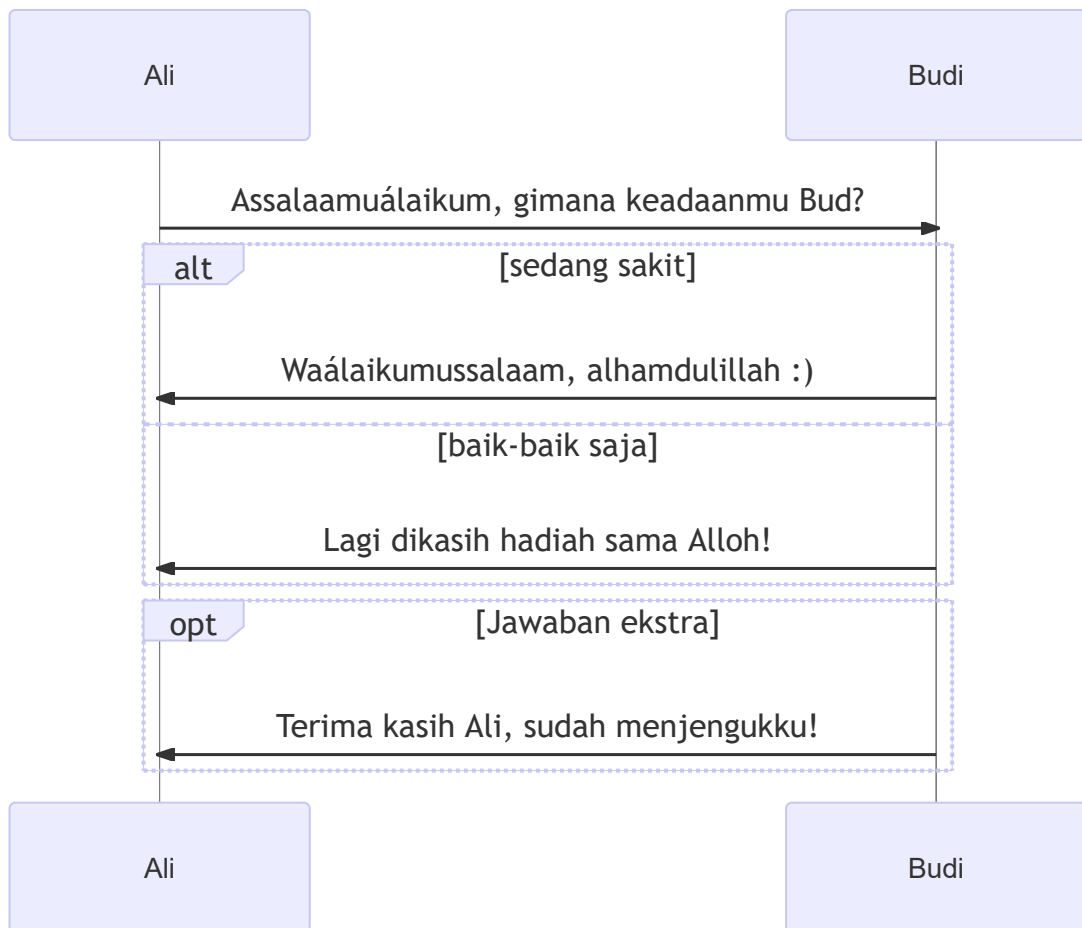 Ali
Budi
Assalaamuálaikum, gimana keadaanmu Bud?
alt
[sedang sakit]
Waálaikumussalaam, alhamdulillah :)
[baik-baik saja]
Lagi dikasih hadiah sama Alloh!
opt
[Jawaban ekstra]
Terima kasih Ali, sudah menjengukku!
Ali
Budi